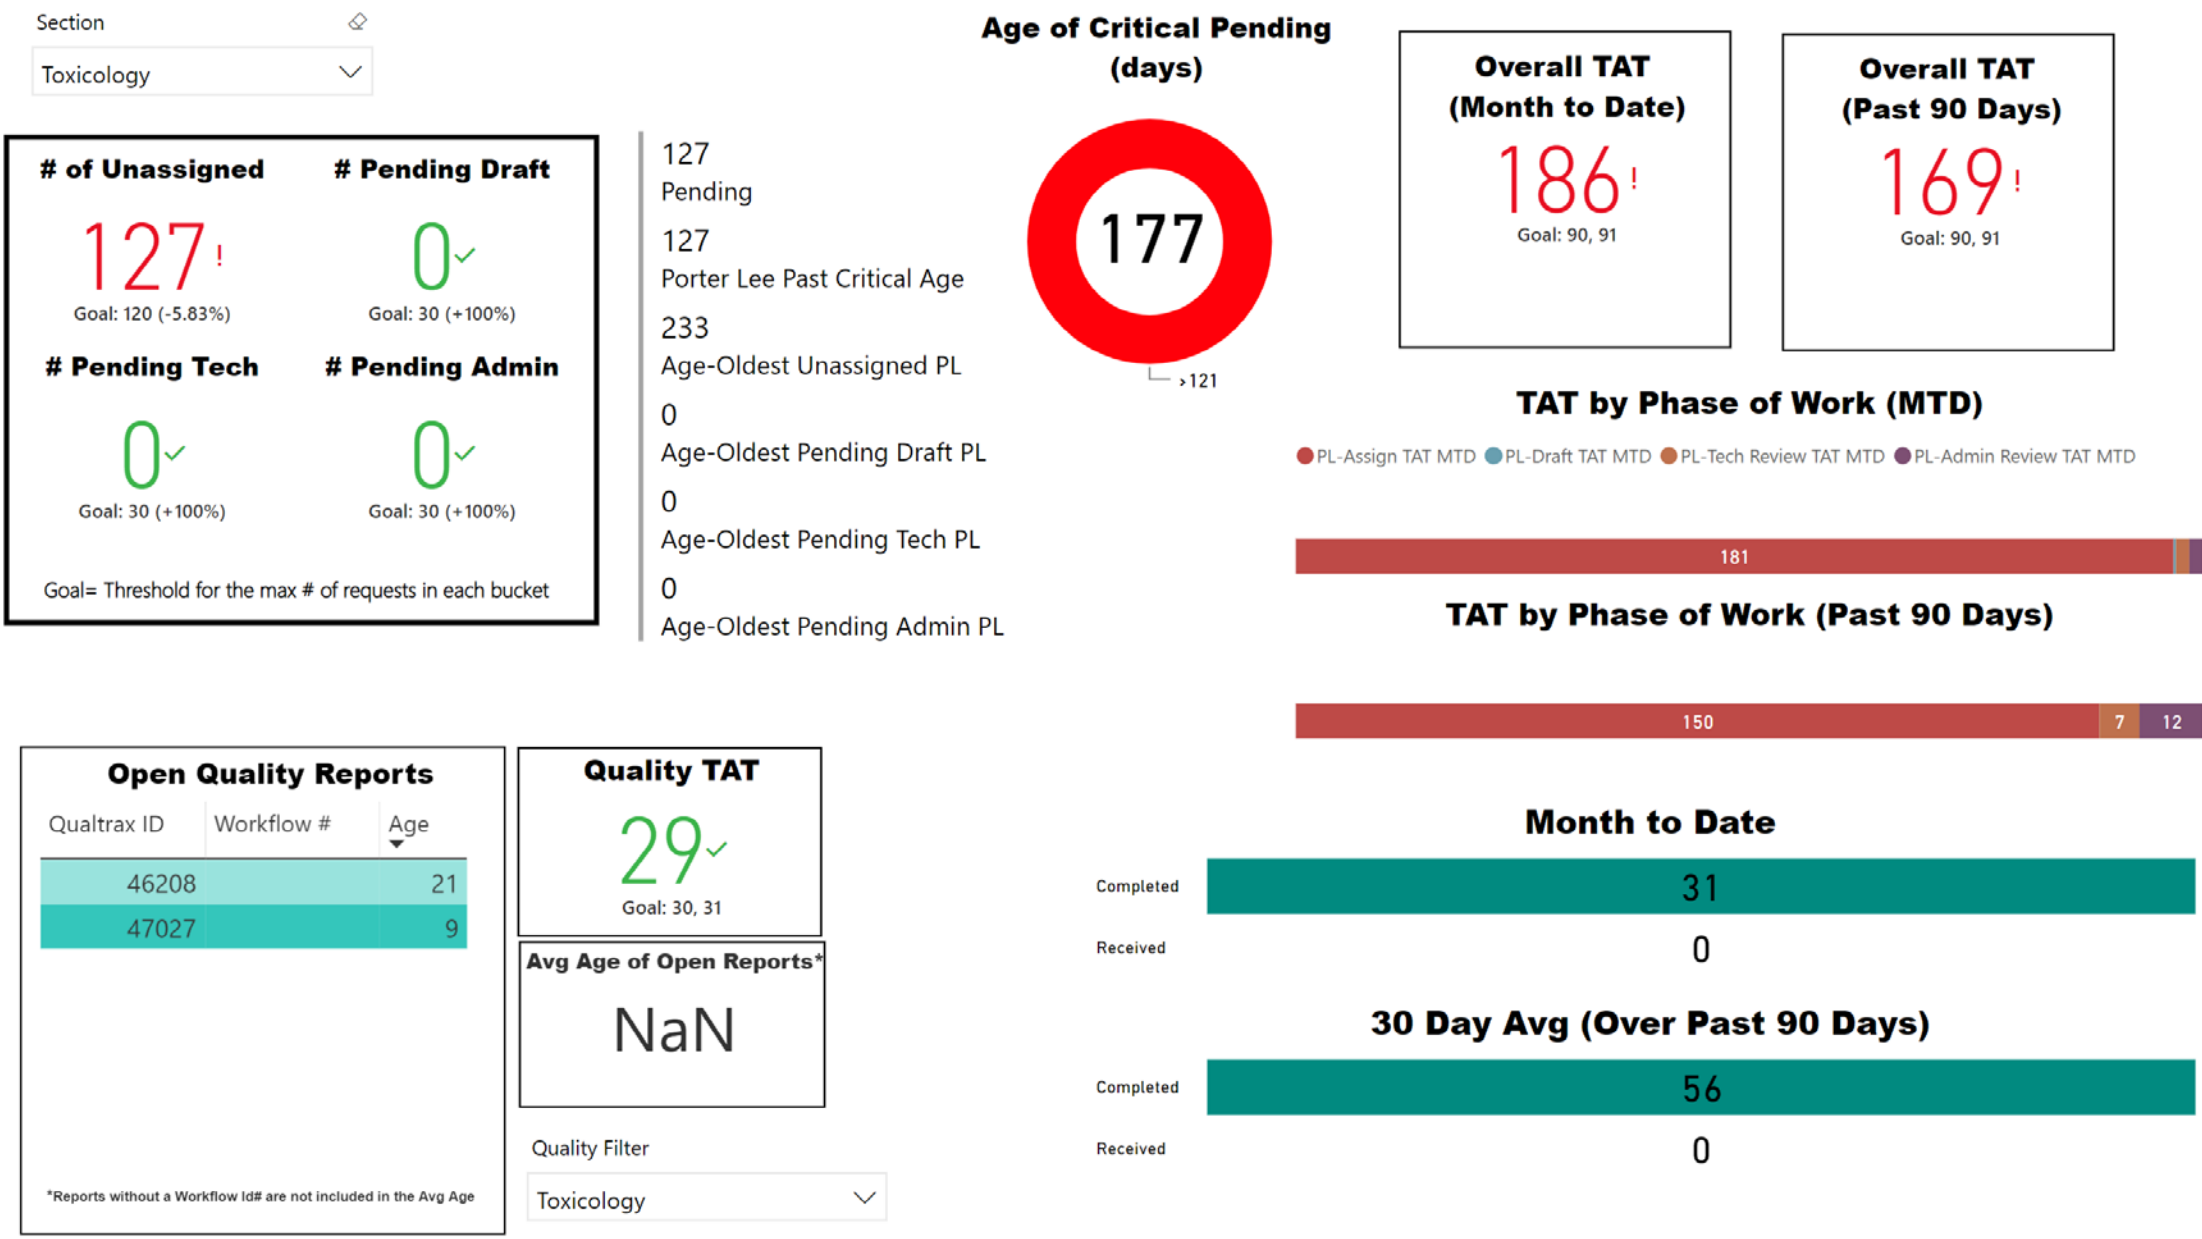 Section
Toxicology
# of Unassigned
127!
Goal: 120 (-5.83%)
# Pending Draft
0
Goal: 30 (+100%)
# Pending Tech
0
Goal: 30 (+100%)
# Pending Admin
0
Goal: 30 (+100%)
Goal= Threshold for the max # of requests in each bucket
127
Pending
127
Porter Lee Past Critical Age
233
Age-Oldest Unassigned PL
0
Age-Oldest Pending Draft PL
0
Age-Oldest Pending Tech PL
0
Age-Oldest Pending Admin PL
Age of Critical Pending
(days)
177
>121
Overall TAT
(Month to Date)
186!
Goal: 90, 91
Overall TAT
(Past 90 Days)
169!
Goal: 90, 91
TAT by Phase of Work (MTD)
PL-Assign TAT MTD PL-Draft TAT MTD PL-Tech Review TAT MTD PL-Admin Review TAT MTD
181
TAT by Phase of Work (Past 90 Days)
150 7 12
Open Quality Reports
Qualtrax ID Workflow # Age
46208 21
47027 9
*Reports without a Workflow Id# are not included in the Avg Age
Quality TAT
29
Goal: 30, 31
Avg Age of Open Reports*
NaN
Quality Filter
Toxicology
Month to Date
Completed 31
Received 0
30 Day Avg (Over Past 90 Days)
Completed 56
Received 0